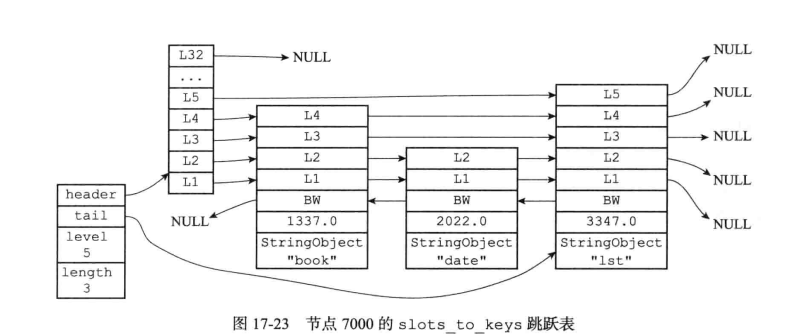 L32
NULL
...
L5
L4
L3
L2
L1
header
tail
level
5
length
3
NULL
L4
L3
L2
L1
BW
1337.0
StringObject
"book"
L2
L1
BW
2022.0
StringObject
"date"
L5
L4
L3
L2
L1
BW
3347.0
StringObject
"lst"
NULL
NULL
NULL
NULL
NULL
图 17-23 节点 7000 的 slots_to_keys 跳跃表